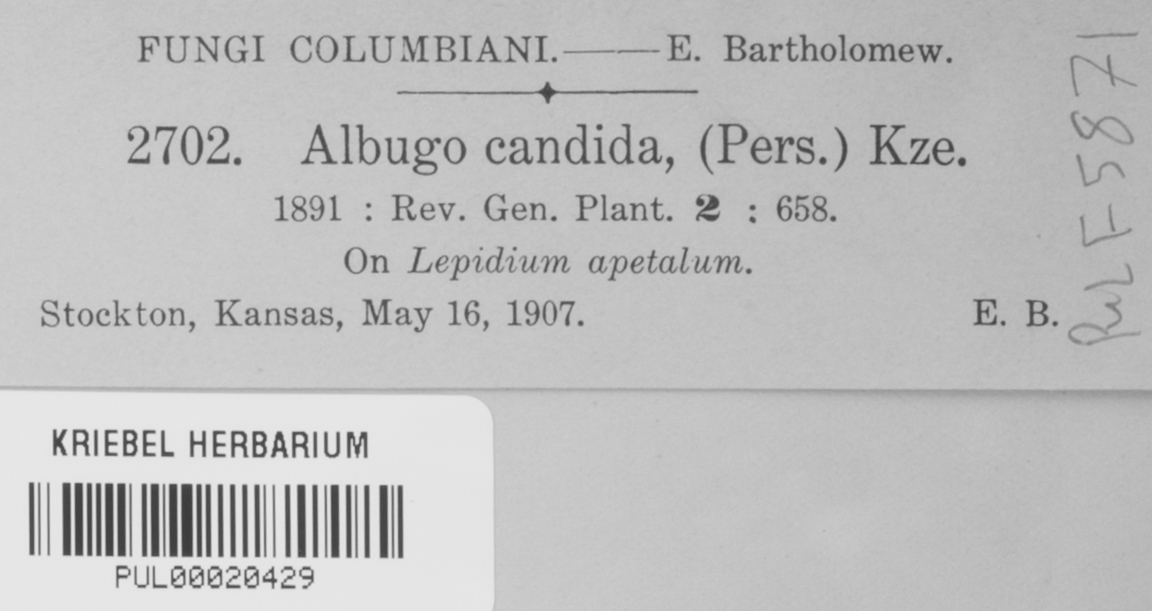 FUNGI COLUMBIANI.——E. Bartholomew.
2702. Albugo candida, (Pers.) Kze.
1891 : Rev. Gen. Plant. 2 : 658.
On Lepidium apetalum.
Stockton, Kansas, May 16, 1907. E. B.
PUL F 5871
KRIEBEL HERBARIUM
PUL00020429